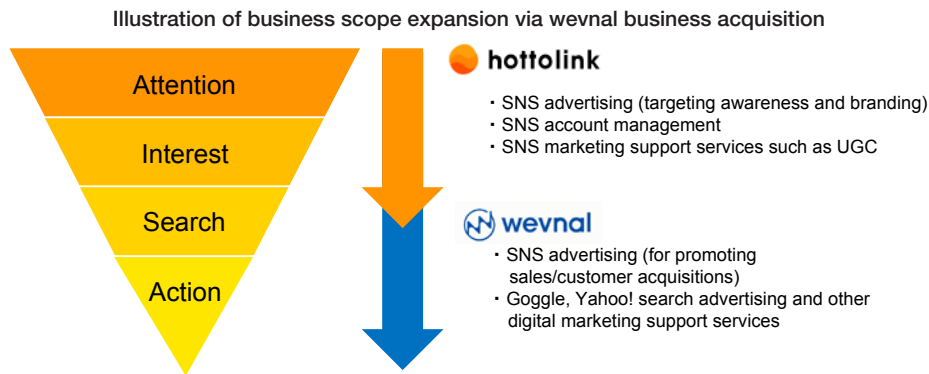 Illustration of business scope expansion via wevnal business acquisition
Attention
Interest
Search
Action
hottolink
・SNS advertising (targeting awareness and branding)
・SNS account management
・SNS marketing support services such as UGC
wevnal
・SNS advertising (for promoting
sales/customer acquisitions)
・Goggle, Yahoo! search advertising and other
digital marketing support services